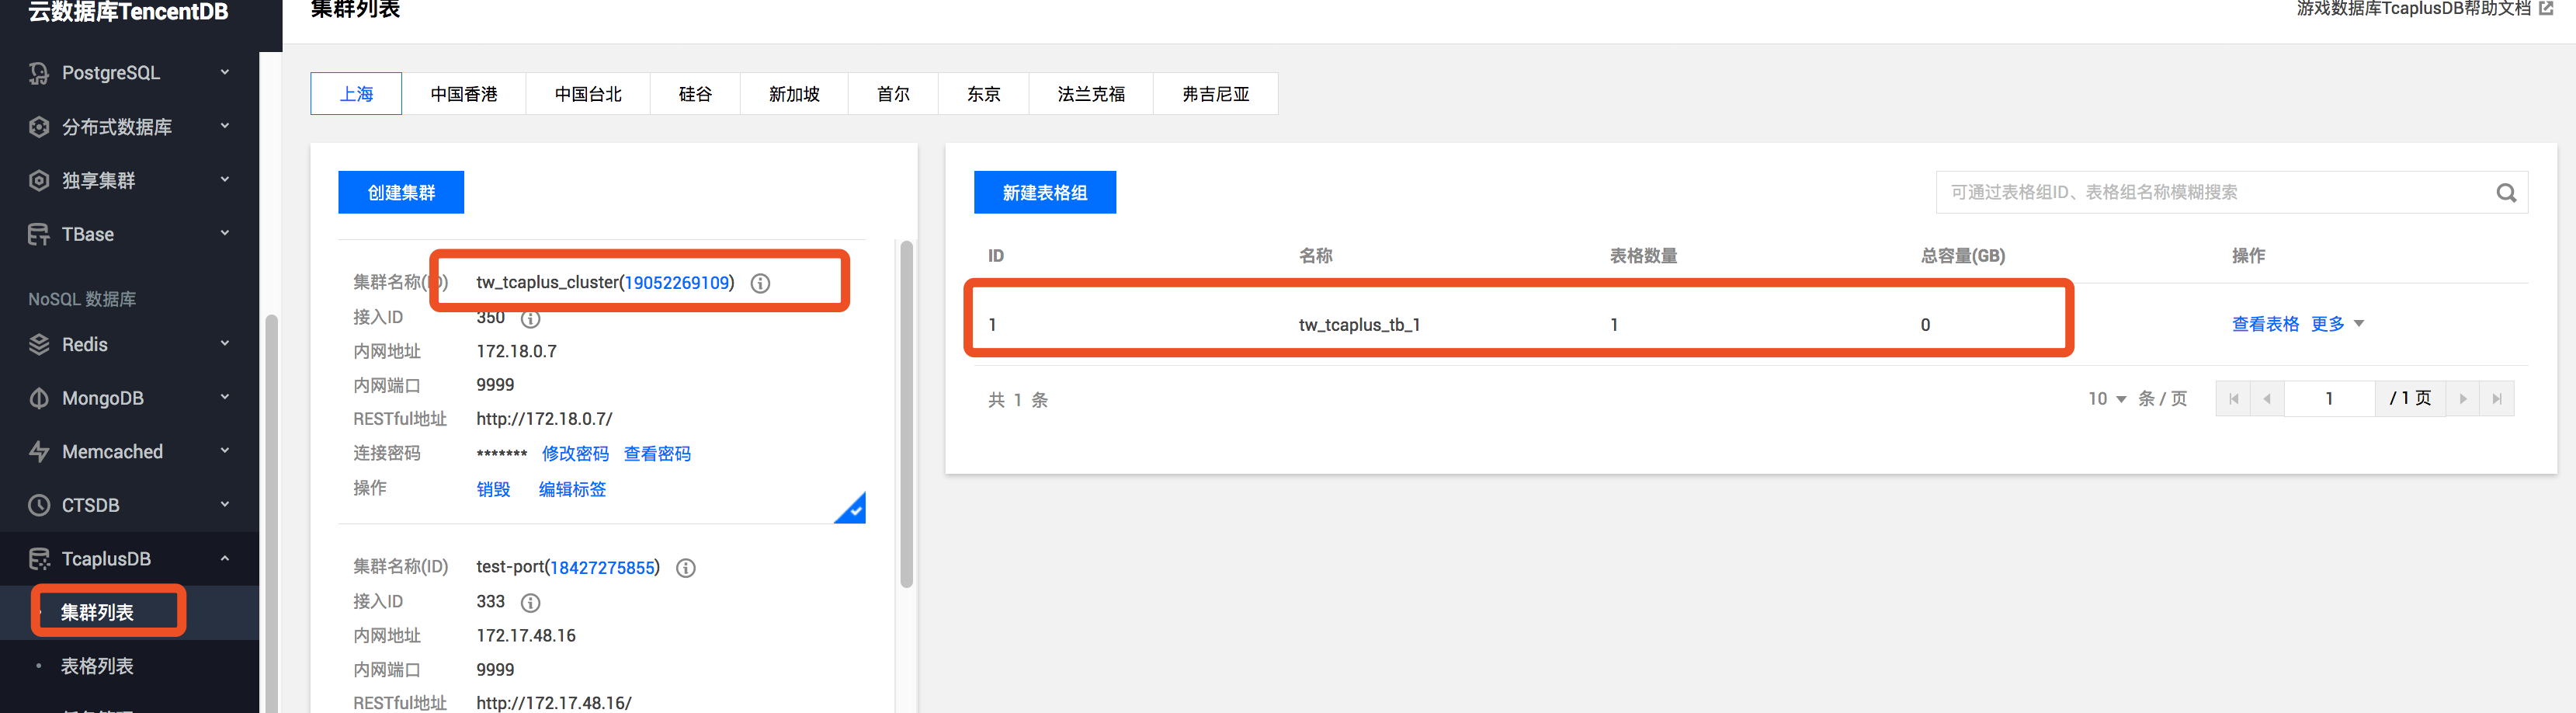 云数据库TencentDB
PostgreSQL
分布式数据库
独享集群
TBase
NoSQL 数据库
Redis
MongoDB
Memcached
CTSDB
TcaplusDB
集群列表
表格列表
集群列表
游戏数据库TcaplusDB帮助文档
上海 中国香港 中国台北 硅谷 新加坡 首尔 东京 法兰克福 弗吉尼亚
创建集群
集群名称(ID) tw_tcaplus_cluster(19052269109)
接入ID 350
内网地址 172.18.0.7
内网端口 9999
RESTful地址 http://172.18.0.7/
连接密码 ******* 修改密码 查看密码
操作 销毁 编辑标签
集群名称(ID) test-port(18427275855)
接入ID 333
内网地址 172.17.48.16
内网端口 9999
RESTful地址 http://172.17.48.16/
新建表格组
可通过表格组ID、表格组名称模糊搜索
ID 名称 表格数量 总容量(GB) 操作
1 tw_tcaplus_tb_1 1 0 查看表格 更多
共 1 条 10 条 / 页 1 / 1 页